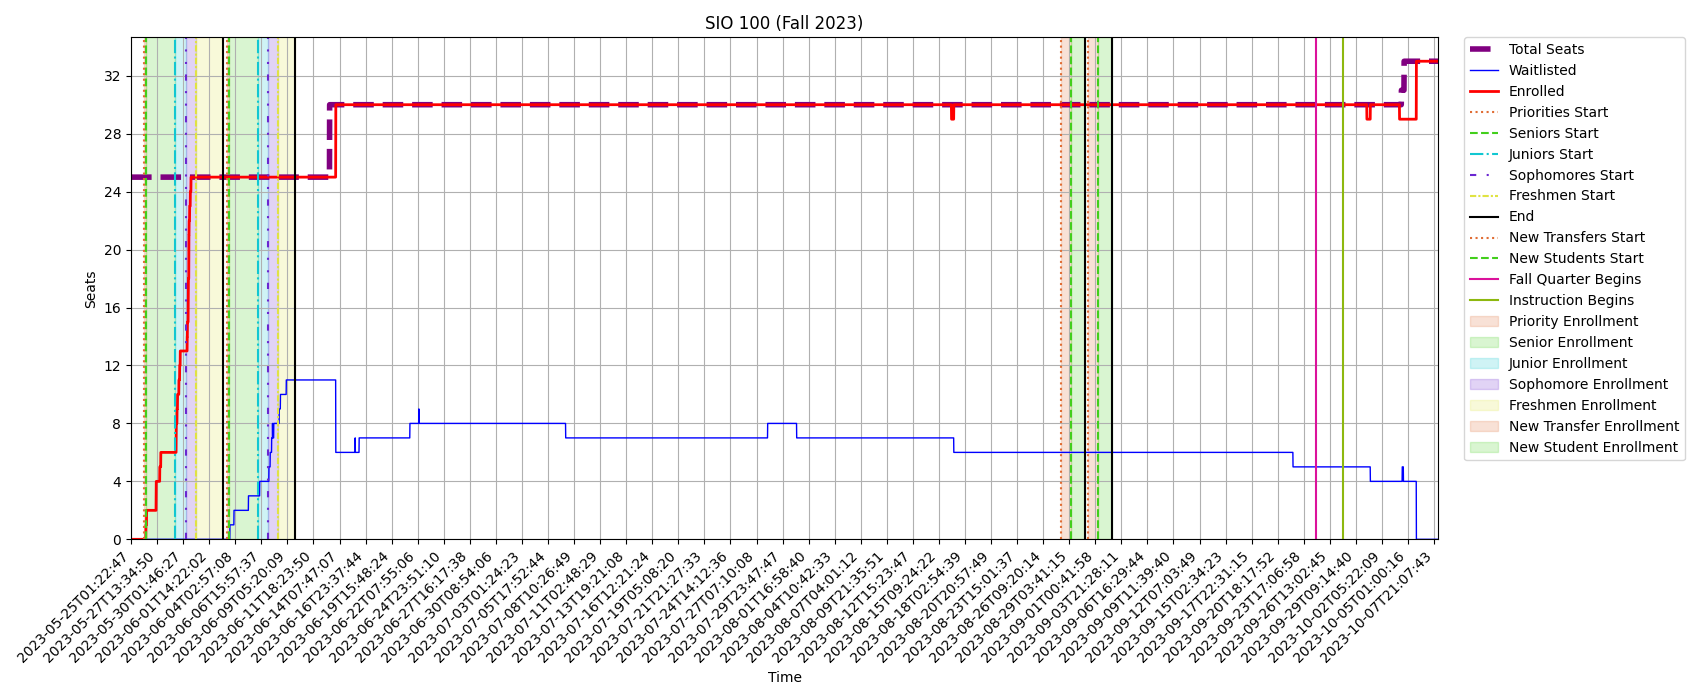 SIO 100 (Fall 2023)
Seats
32
28
24
20
16
12
8
4
0
2023-05-25T01:22:47
2023-05-27T13:34:50
2023-05-30T01:46:27
2023-06-01T14:22:02
2023-06-04T02:57:08
2023-06-06T15:57:37
2023-06-09T05:20:09
2023-06-11T18:23:50
2023-06-14T07:47:07
2023-06-16T23:37:44
2023-06-19T15:48:24
2023-06-22T07:55:06
2023-06-24T23:51:10
2023-06-27T16:17:38
2023-06-30T08:54:06
2023-07-03T01:24:23
2023-07-05T17:52:44
2023-07-08T10:26:49
2023-07-11T02:48:29
2023-07-13T19:21:08
2023-07-16T12:21:24
2023-07-19T05:08:20
2023-07-21T21:27:33
2023-07-24T14:12:36
2023-07-27T07:10:08
2023-07-29T23:47:47
2023-08-01T16:58:40
2023-08-04T10:42:33
2023-08-07T04:01:12
2023-08-09T21:35:51
2023-08-12T15:23:47
2023-08-15T09:24:22
2023-08-18T02:54:39
2023-08-20T20:57:49
2023-08-23T15:01:37
2023-08-26T09:20:14
2023-08-29T03:41:15
2023-09-01T00:41:58
2023-09-03T21:28:11
2023-09-06T16:29:44
2023-09-09T11:39:40
2023-09-12T07:03:49
2023-09-15T02:34:23
2023-09-17T22:31:15
2023-09-20T18:17:52
2023-09-23T17:06:58
2023-09-26T13:02:45
2023-09-29T09:14:40
2023-10-02T05:22:09
2023-10-05T01:00:16
2023-10-07T21:07:43
Time
Total Seats
Waitlisted
Enrolled
Priorities Start
Seniors Start
Juniors Start
Sophomores Start
Freshmen Start
End
New Transfers Start
New Students Start
Fall Quarter Begins
Instruction Begins
Priority Enrollment
Senior Enrollment
Junior Enrollment
Sophomore Enrollment
Freshmen Enrollment
New Transfer Enrollment
New Student Enrollment